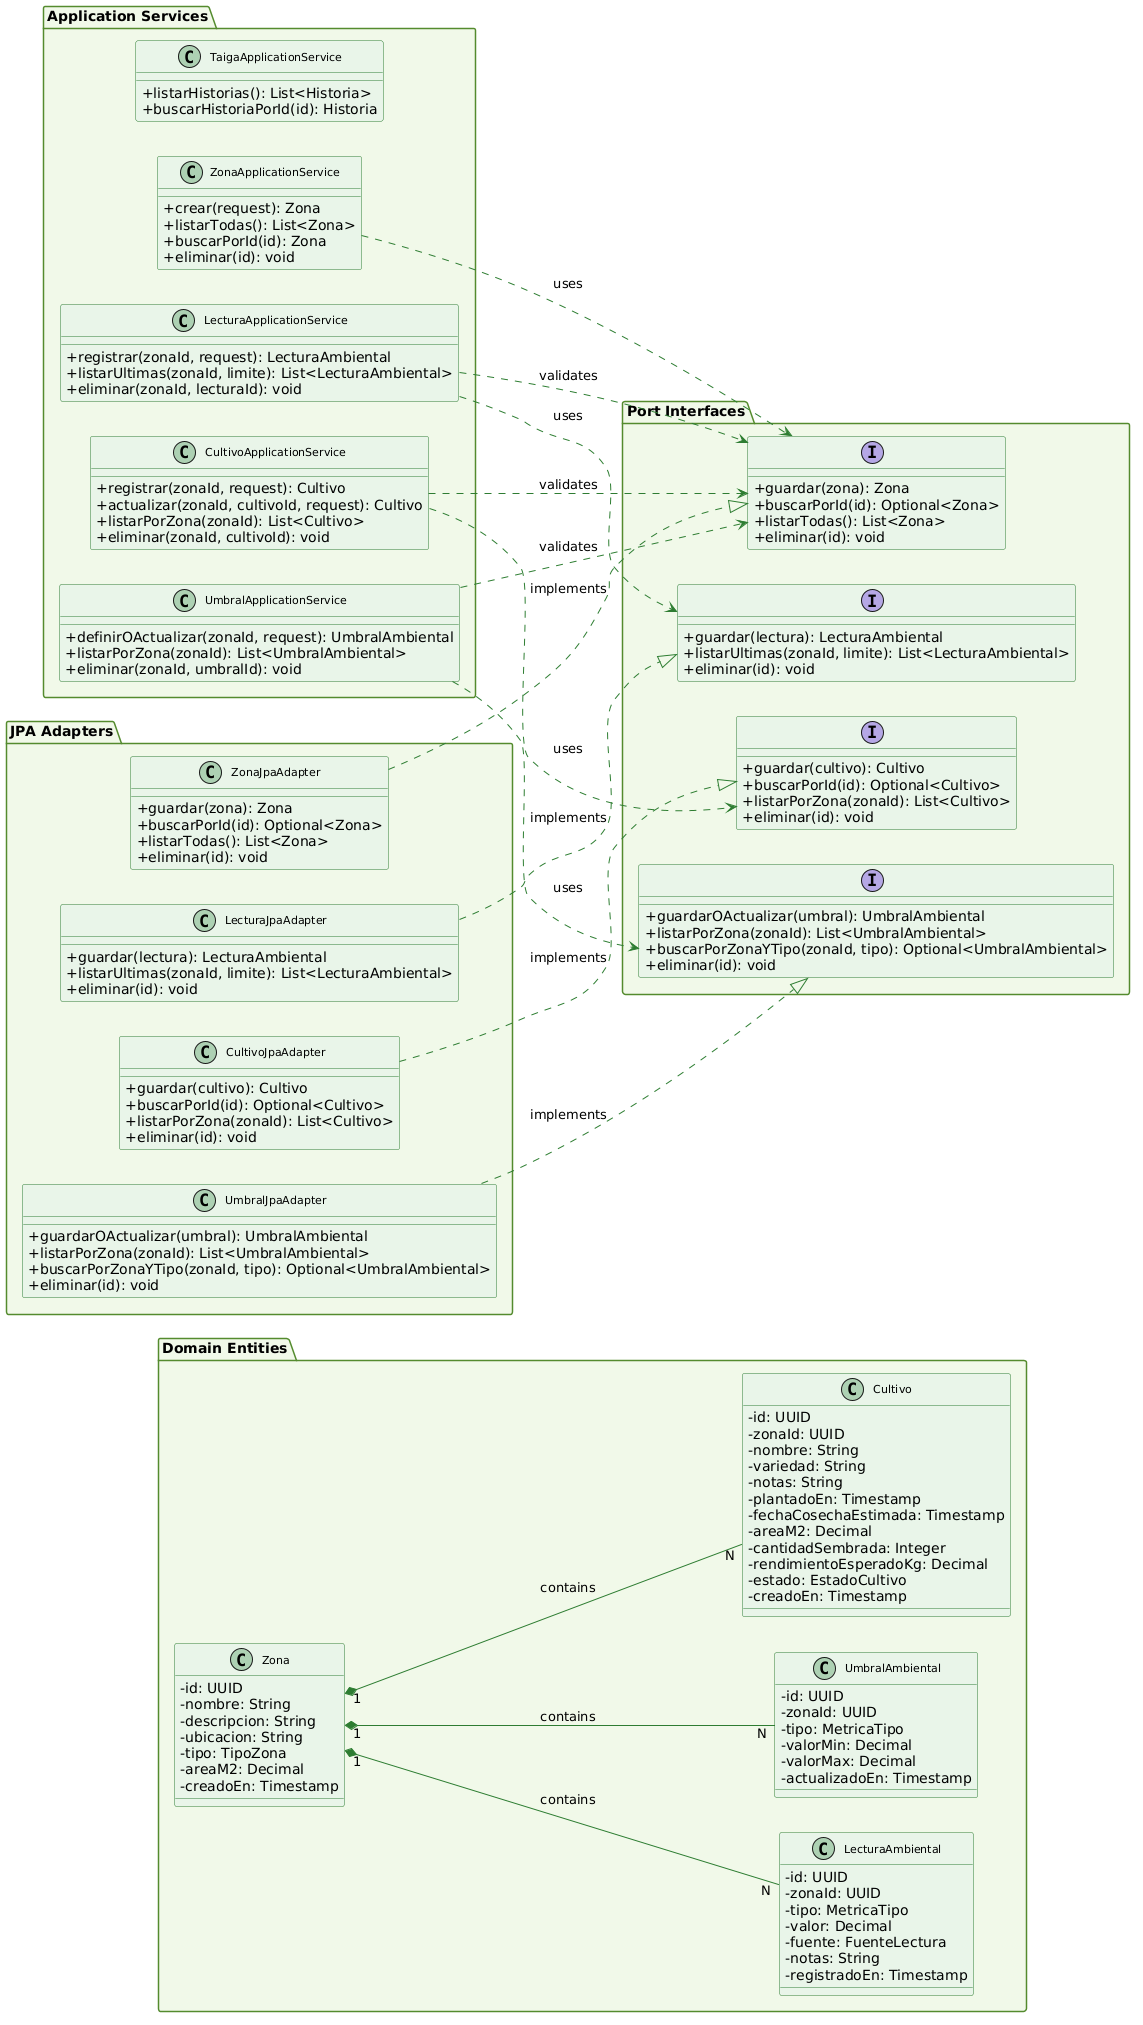 Application Services
C TaigaApplicationService
+listarHistorias(): List<Historia>
+buscarHistoriaPorId(id): Historia
C ZonaApplicationService
+crear(request): Zona
+listarTodas(): List<Zona>
+buscarPorId(id): Zona
+eliminar(id): void
C LecturaApplicationService
+registrar(zonaId, request): LecturaAmbiental
+listarUltimas(zonaId, limite): List<LecturaAmbiental>
+eliminar(zonaId, lecturaId): void
C CultivoApplicationService
+registrar(zonaId, request): Cultivo
+actualizar(zonaId, cultivoId, request): Cultivo
+listarPorZona(zonaId): List<Cultivo>
+eliminar(zonaId, cultivoId): void
C UmbralApplicationService
+definirOActualizar(zonaId, request): UmbralAmbiental
+listarPorZona(zonaId): List<UmbralAmbiental>
+eliminar(zonaId, umbralId): void
uses
validates
uses
validates
validates
implements
uses
implements
uses
implements
implements
Port Interfaces
I
+guardar(zona): Zona
+buscarPorId(id): Optional<Zona>
+listarTodas(): List<Zona>
+eliminar(id): void
I
+guardar(lectura): LecturaAmbiental
+listarUltimas(zonaId, limite): List<LecturaAmbiental>
+eliminar(id): void
I
+guardar(cultivo): Cultivo
+buscarPorId(id): Optional<Cultivo>
+listarPorZona(zonaId): List<Cultivo>
+eliminar(id): void
I
+guardarOActualizar(umbral): UmbralAmbiental
+listarPorZona(zonaId): List<UmbralAmbiental>
+buscarPorZonaYTipo(zonaId, tipo): Optional<UmbralAmbiental>
+eliminar(id): void
JPA Adapters
C ZonaJpaAdapter
+guardar(zona): Zona
+buscarPorId(id): Optional<Zona>
+listarTodas(): List<Zona>
+eliminar(id): void
C LecturaJpaAdapter
+guardar(lectura): LecturaAmbiental
+listarUltimas(zonaId, limite): List<LecturaAmbiental>
+eliminar(id): void
C CultivoJpaAdapter
+guardar(cultivo): Cultivo
+buscarPorId(id): Optional<Cultivo>
+listarPorZona(zonaId): List<Cultivo>
+eliminar(id): void
C UmbralJpaAdapter
+guardarOActualizar(umbral): UmbralAmbiental
+listarPorZona(zonaId): List<UmbralAmbiental>
+buscarPorZonaYTipo(zonaId, tipo): Optional<UmbralAmbiental>
+eliminar(id): void
Domain Entities
C Zona
-id: UUID
-nombre: String
-descripcion: String
-ubicacion: String
-tipo: TipoZona
-areaM2: Decimal
-creadoEn: Timestamp
1
contains
N
1
contains
N
1
contains
N
C Cultivo
-id: UUID
-zonaId: UUID
-nombre: String
-variedad: String
-notas: String
-plantadoEn: Timestamp
-fechaCosechaEstimada: Timestamp
-areaM2: Decimal
-cantidadSembrada: Integer
-rendimientoEsperadoKg: Decimal
-estado: EstadoCultivo
-creadoEn: Timestamp
C UmbralAmbiental
-id: UUID
-zonaId: UUID
-tipo: MetricaTipo
-valorMin: Decimal
-valorMax: Decimal
-actualizadoEn: Timestamp
C LecturaAmbiental
-id: UUID
-zonaId: UUID
-tipo: MetricaTipo
-valor: Decimal
-fuente: FuenteLectura
-notas: String
-registradoEn: Timestamp